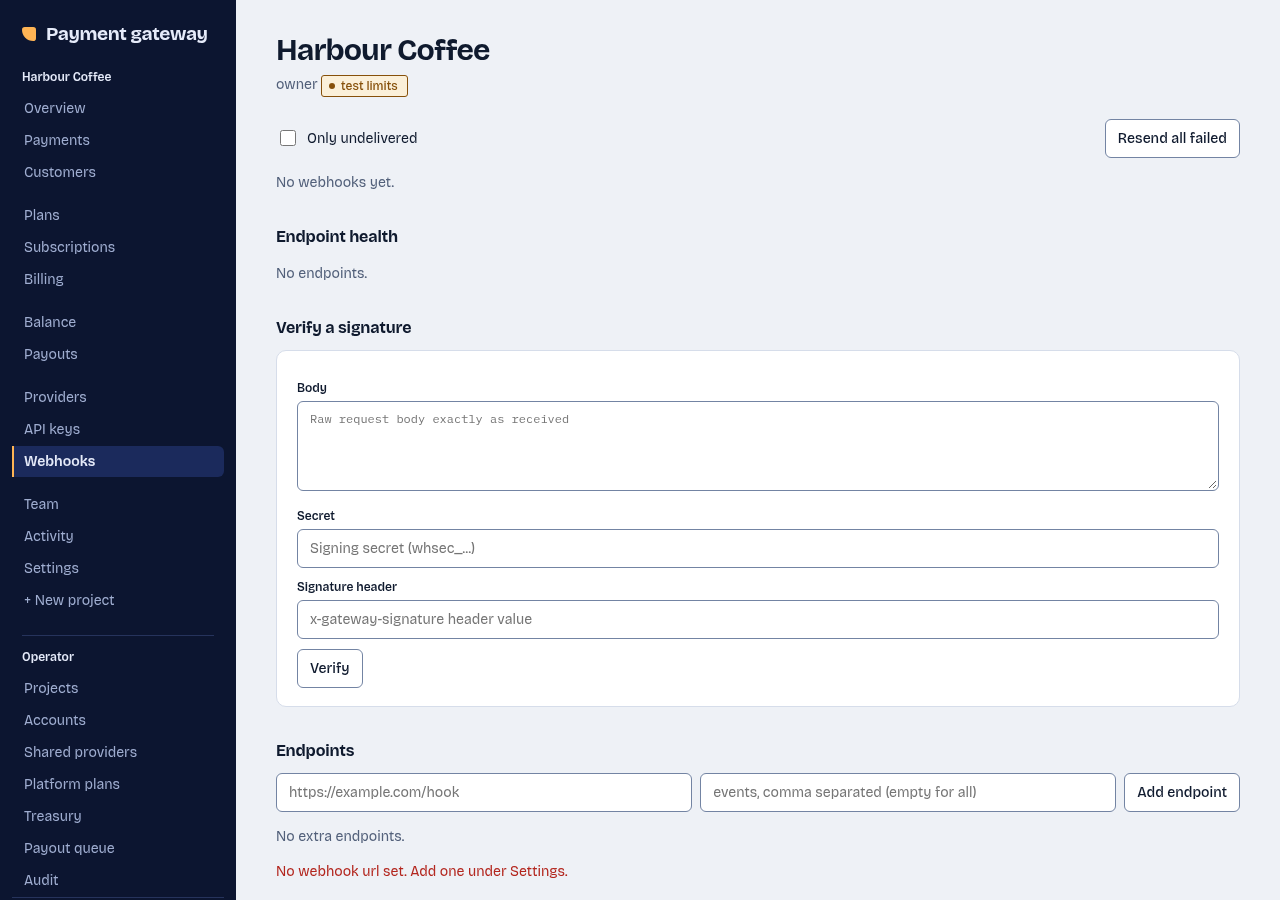 Payment gateway
Harbour Coffee
Overview
Payments
Customers
Plans
Subscriptions
Billing
Balance
Payouts
Providers
API keys
Webhooks
Team
Activity
Settings
+ New project
Operator
Projects
Accounts
Shared providers
Platform plans
Treasury
Payout queue
Audit
Harbour Coffee
owner test limits
Only undelivered
Resend all failed
No webhooks yet.
Endpoint health
No endpoints.
Verify a signature
Body
Raw request body exactly as received
Secret
Signing secret (whsec_...)
Signature header
x-gateway-signature header value
Verify
Endpoints
https://example.com/hook
events, comma separated (empty for all)
Add endpoint
No extra endpoints.
No webhook url set. Add one under Settings.